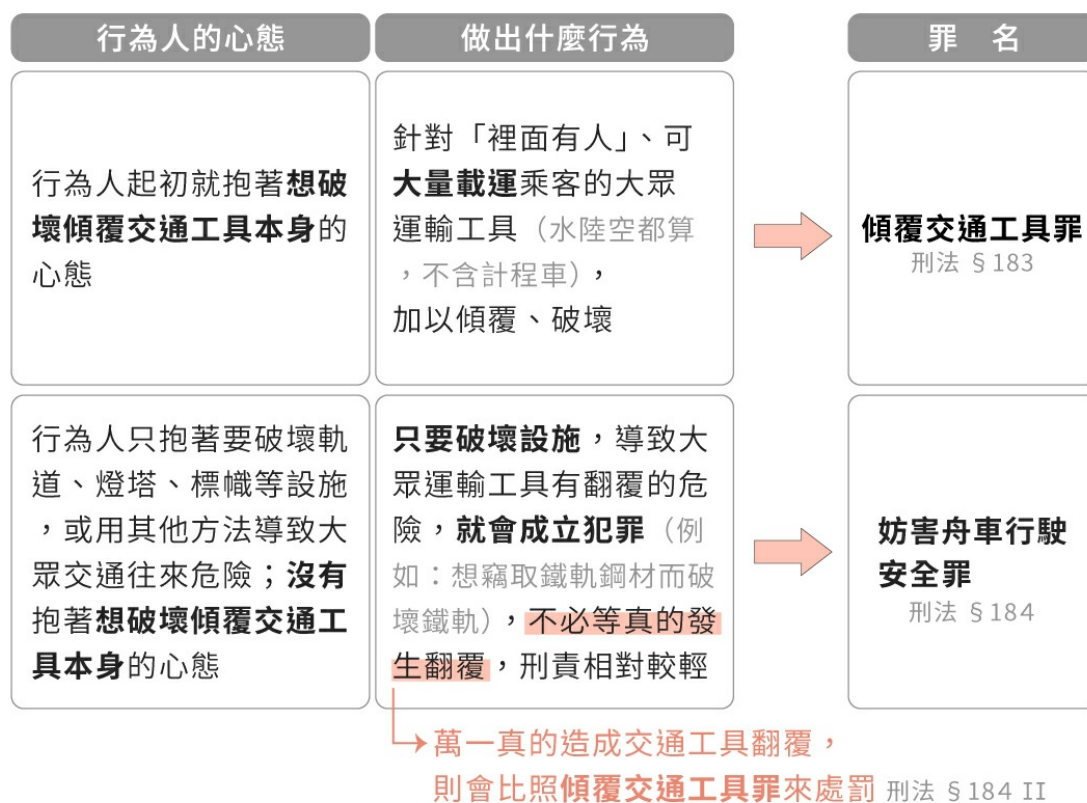 行為人的心態
做出什麼行為
罪 名
行為人起初就抱著想破
壞傾覆交通工具本身的
心態
針對「裡面有人」、可
大量載運乘客的大眾
運輸工具（水陸空都算
，不含計程車），
加以傾覆、破壞
傾覆交通工具罪
刑法 §183
行為人只抱著要破壞軌
道、燈塔、標幟等設施
，或用其他方法導致大
眾交通往來危險；沒有
抱著想破壞傾覆交通工
具本身的心態
只要破壞設施，導致大
眾運輸工具有翻覆的危
險，就會成立犯罪（例
如：想竊取鐵軌鋼材而破
壞鐵軌），不必等真的發
生翻覆，刑責相對較輕
妨害舟車行駛
安全罪
刑法 §184
萬一真的造成交通工具翻覆，
則會比照傾覆交通工具罪來處罰 刑法 §184 II